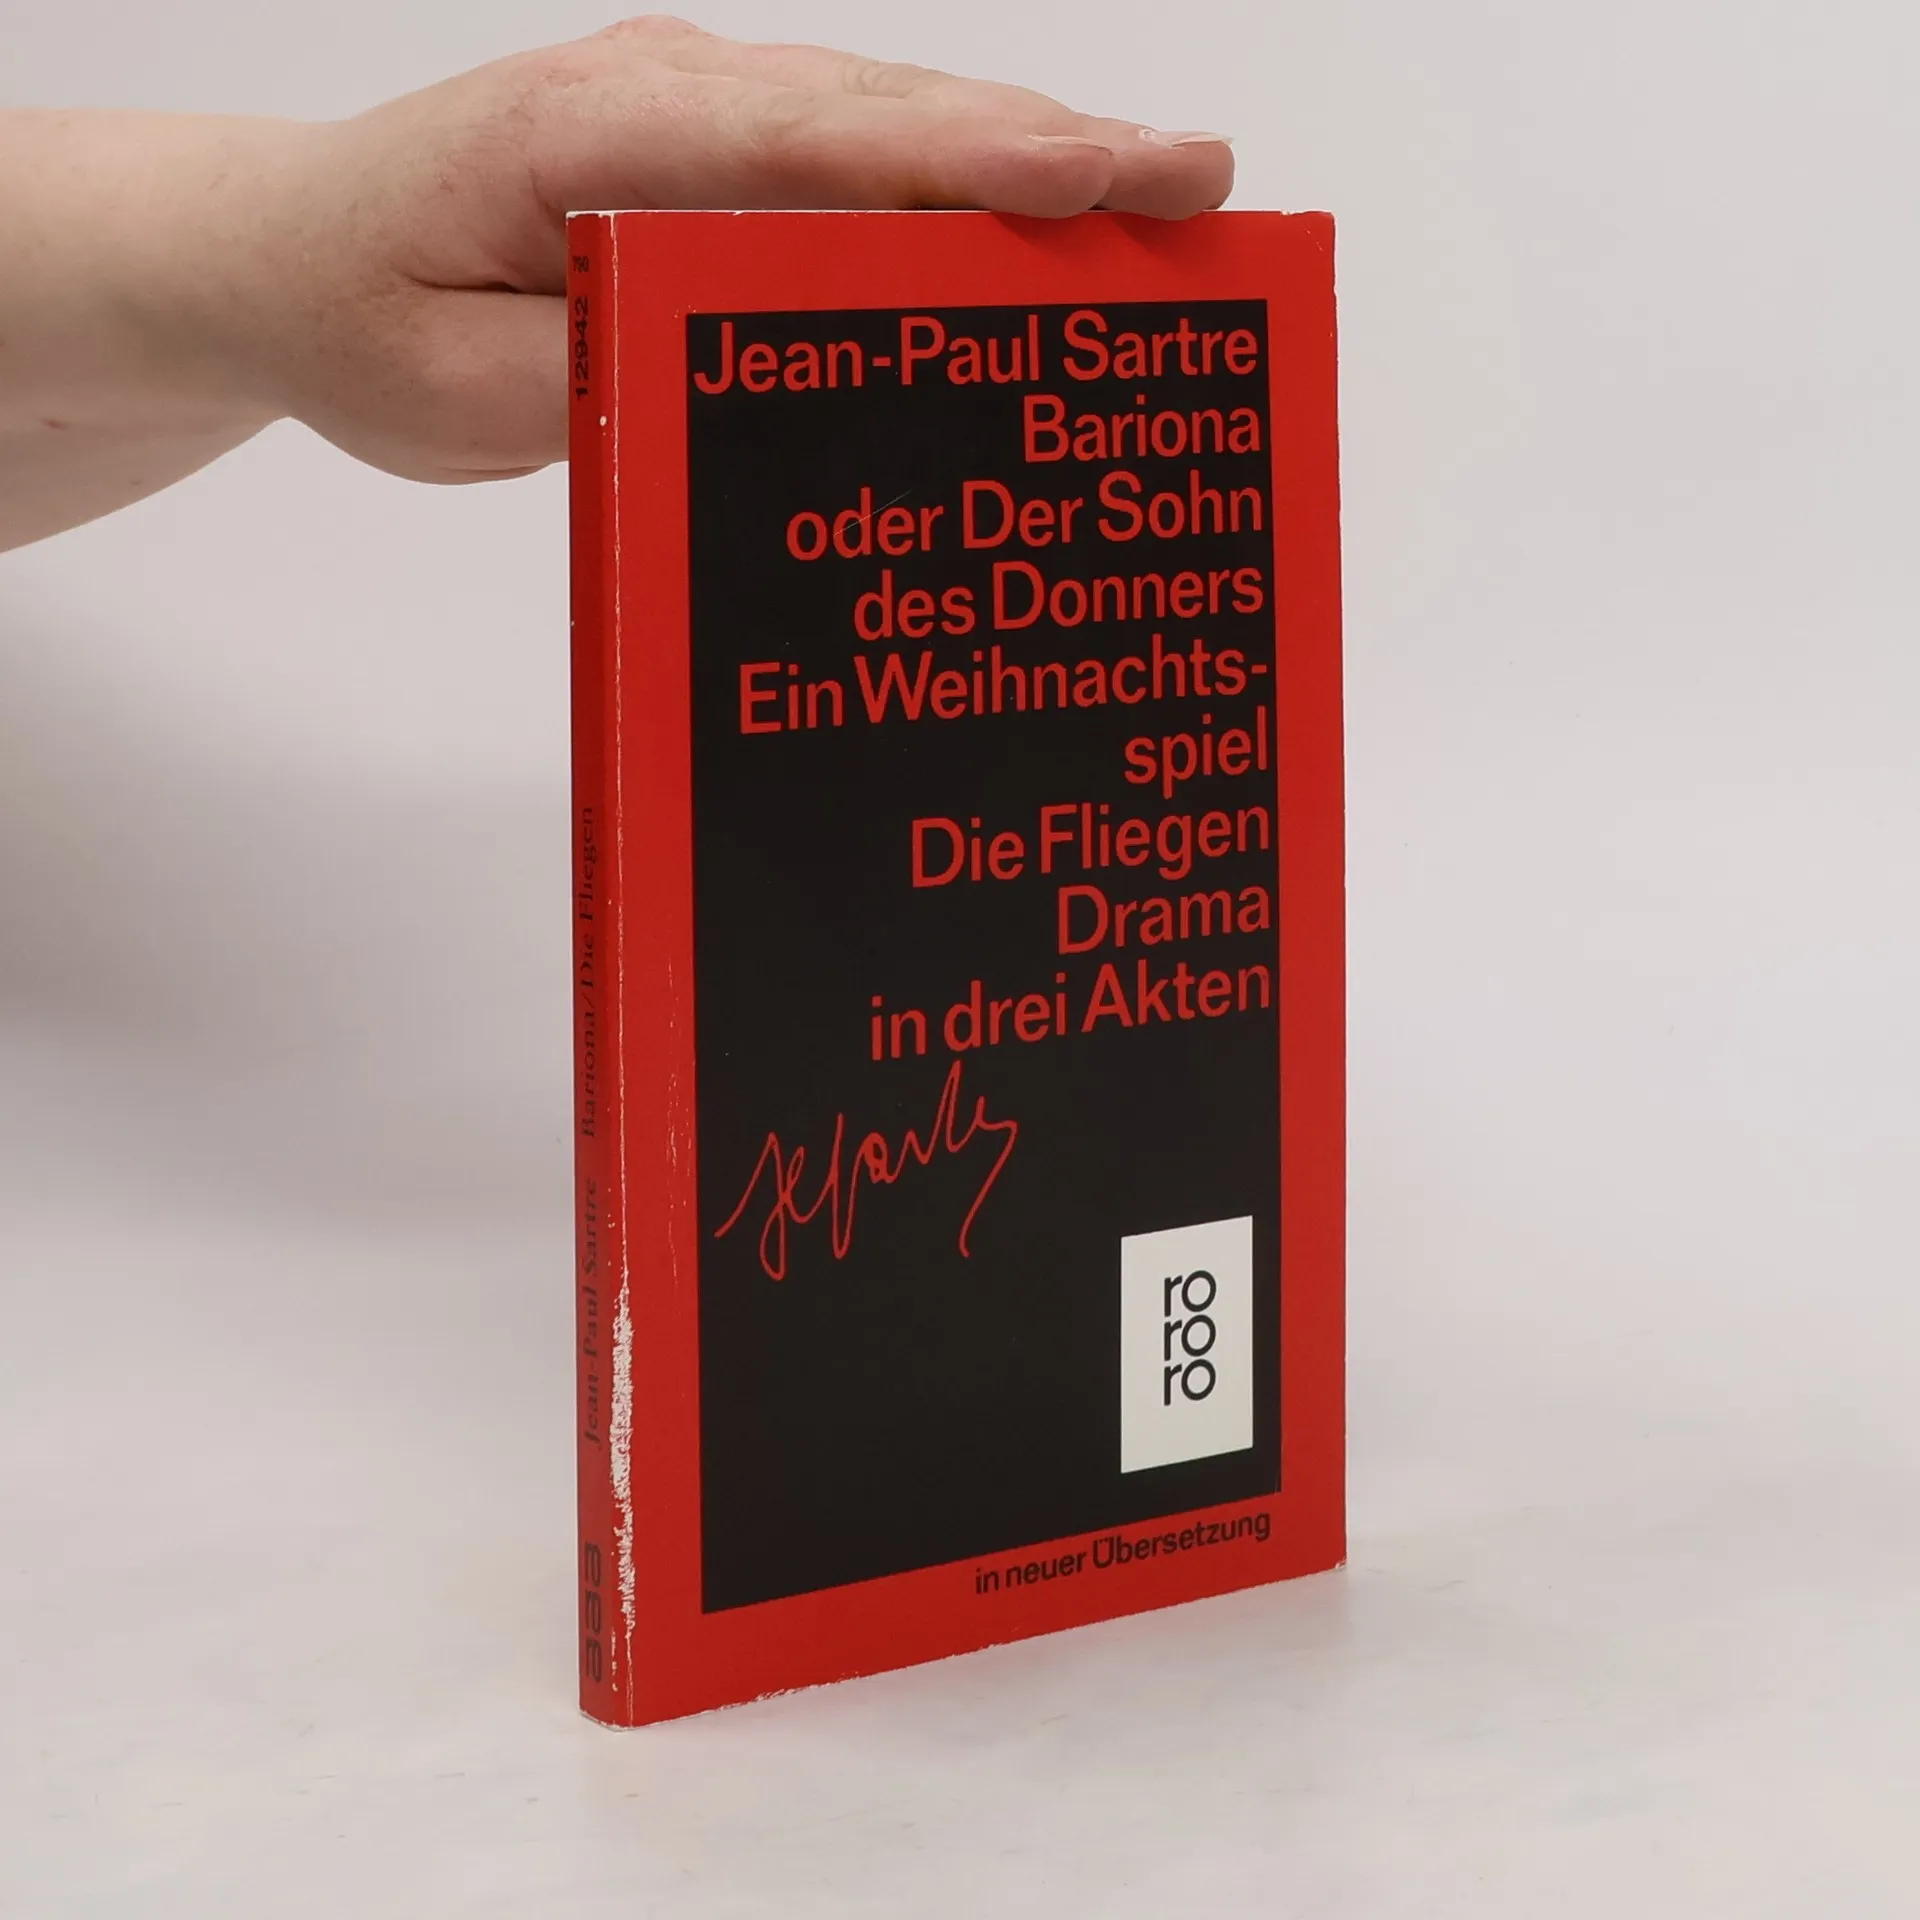 Jean-Paul Sartre
Bariona
oder Der Sohn
des Donners
Ein Weihnachts-
spiel
Die Fliegen
Drama
in drei Akten
ro
ro
ro
in neuer Übersetzung
Jean-Paul Sartre Bariona/Die Fliegen
12942